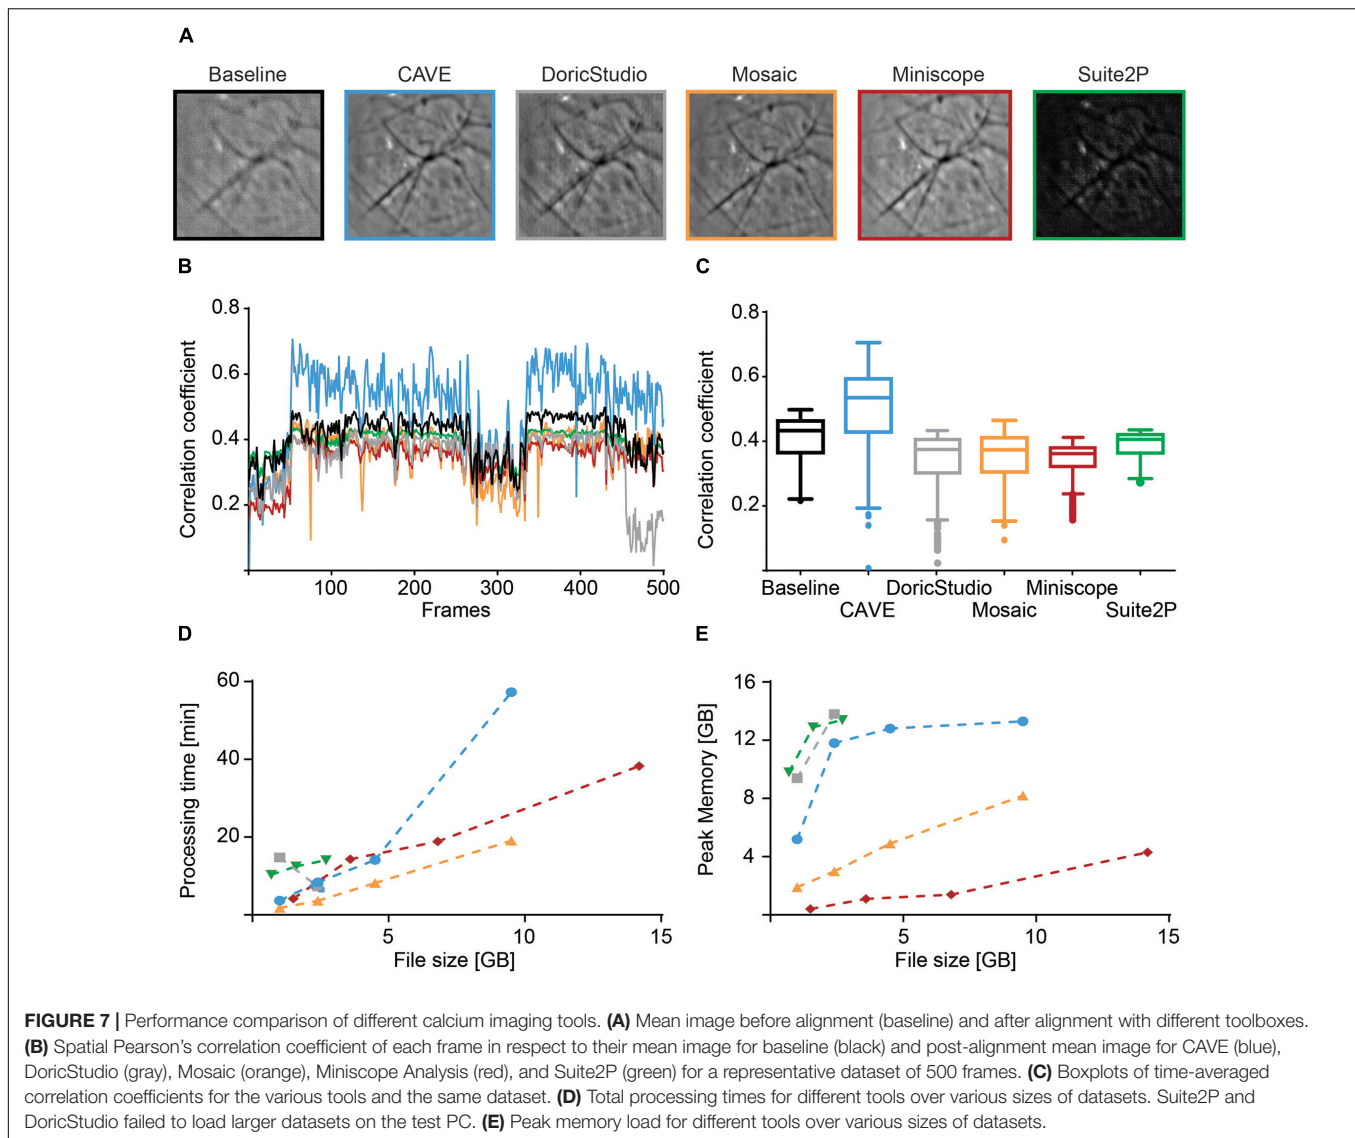 A
Baseline CAVE DoricStudio Mosaic Miniscope Suite2P
B
0.8
0.6
0.4
0.2
Correlation coefficient
100 200 300 400 500
Frames
C
0.8
0.6
0.4
0.2
Correlation coefficient
Baseline DoricStudio Miniscope
CAVE Mosaic Suite2P
D
60
40
20
Processing time [min]
5 10 15
File size [GB]
E
16
12
8
4
Peak Memory [GB]
5 10 15
File size [GB]
FIGURE 7 | Performance comparison of different calcium imaging tools. (A) Mean image before alignment (baseline) and after alignment with different toolboxes.
(B) Spatial Pearson's correlation coefficient of each frame in respect to their mean image for baseline (black) and post-alignment mean image for CAVE (blue),
DoricStudio (gray), Mosaic (orange), Miniscope Analysis (red), and Suite2P (green) for a representative dataset of 500 frames. (C) Boxplots of time-averaged
correlation coefficients for the various tools and the same dataset. (D) Total processing times for different tools over various sizes of datasets. Suite2P and
DoricStudio failed to load larger datasets on the test PC. (E) Peak memory load for different tools over various sizes of datasets.